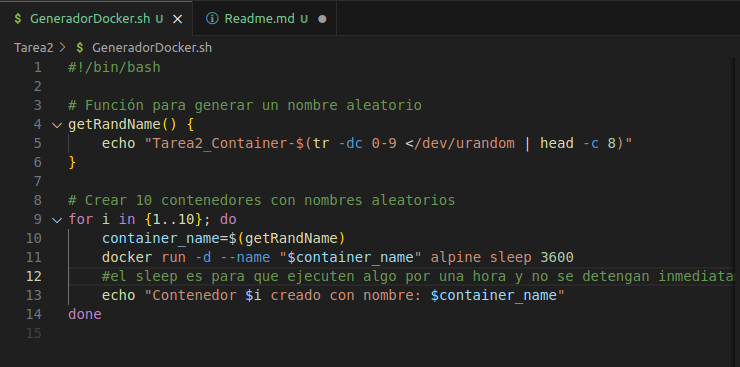 $ GeneradorDocker.sh U × Readme.md U ●
Tarea2 > $ GeneradorDocker.sh
1 #!/bin/bash
2
3 # Función para generar un nombre aleatorio
4 getRandName() {
5 echo "Tarea2_Container-$(tr -dc 0-9 </dev/urandom | head -c 8)"
6 }
7
8 # Crear 10 contenedores con nombres aleatorios
9 for i in {1..10}; do
10 container_name=$(getRandName)
11 docker run -d --name "$container_name" alpine sleep 3600
12 #el sleep es para que ejecuten algo por una hora y no se detengan inmediata
13 echo "Contenedor $i creado con nombre: $container_name"
14 done
15